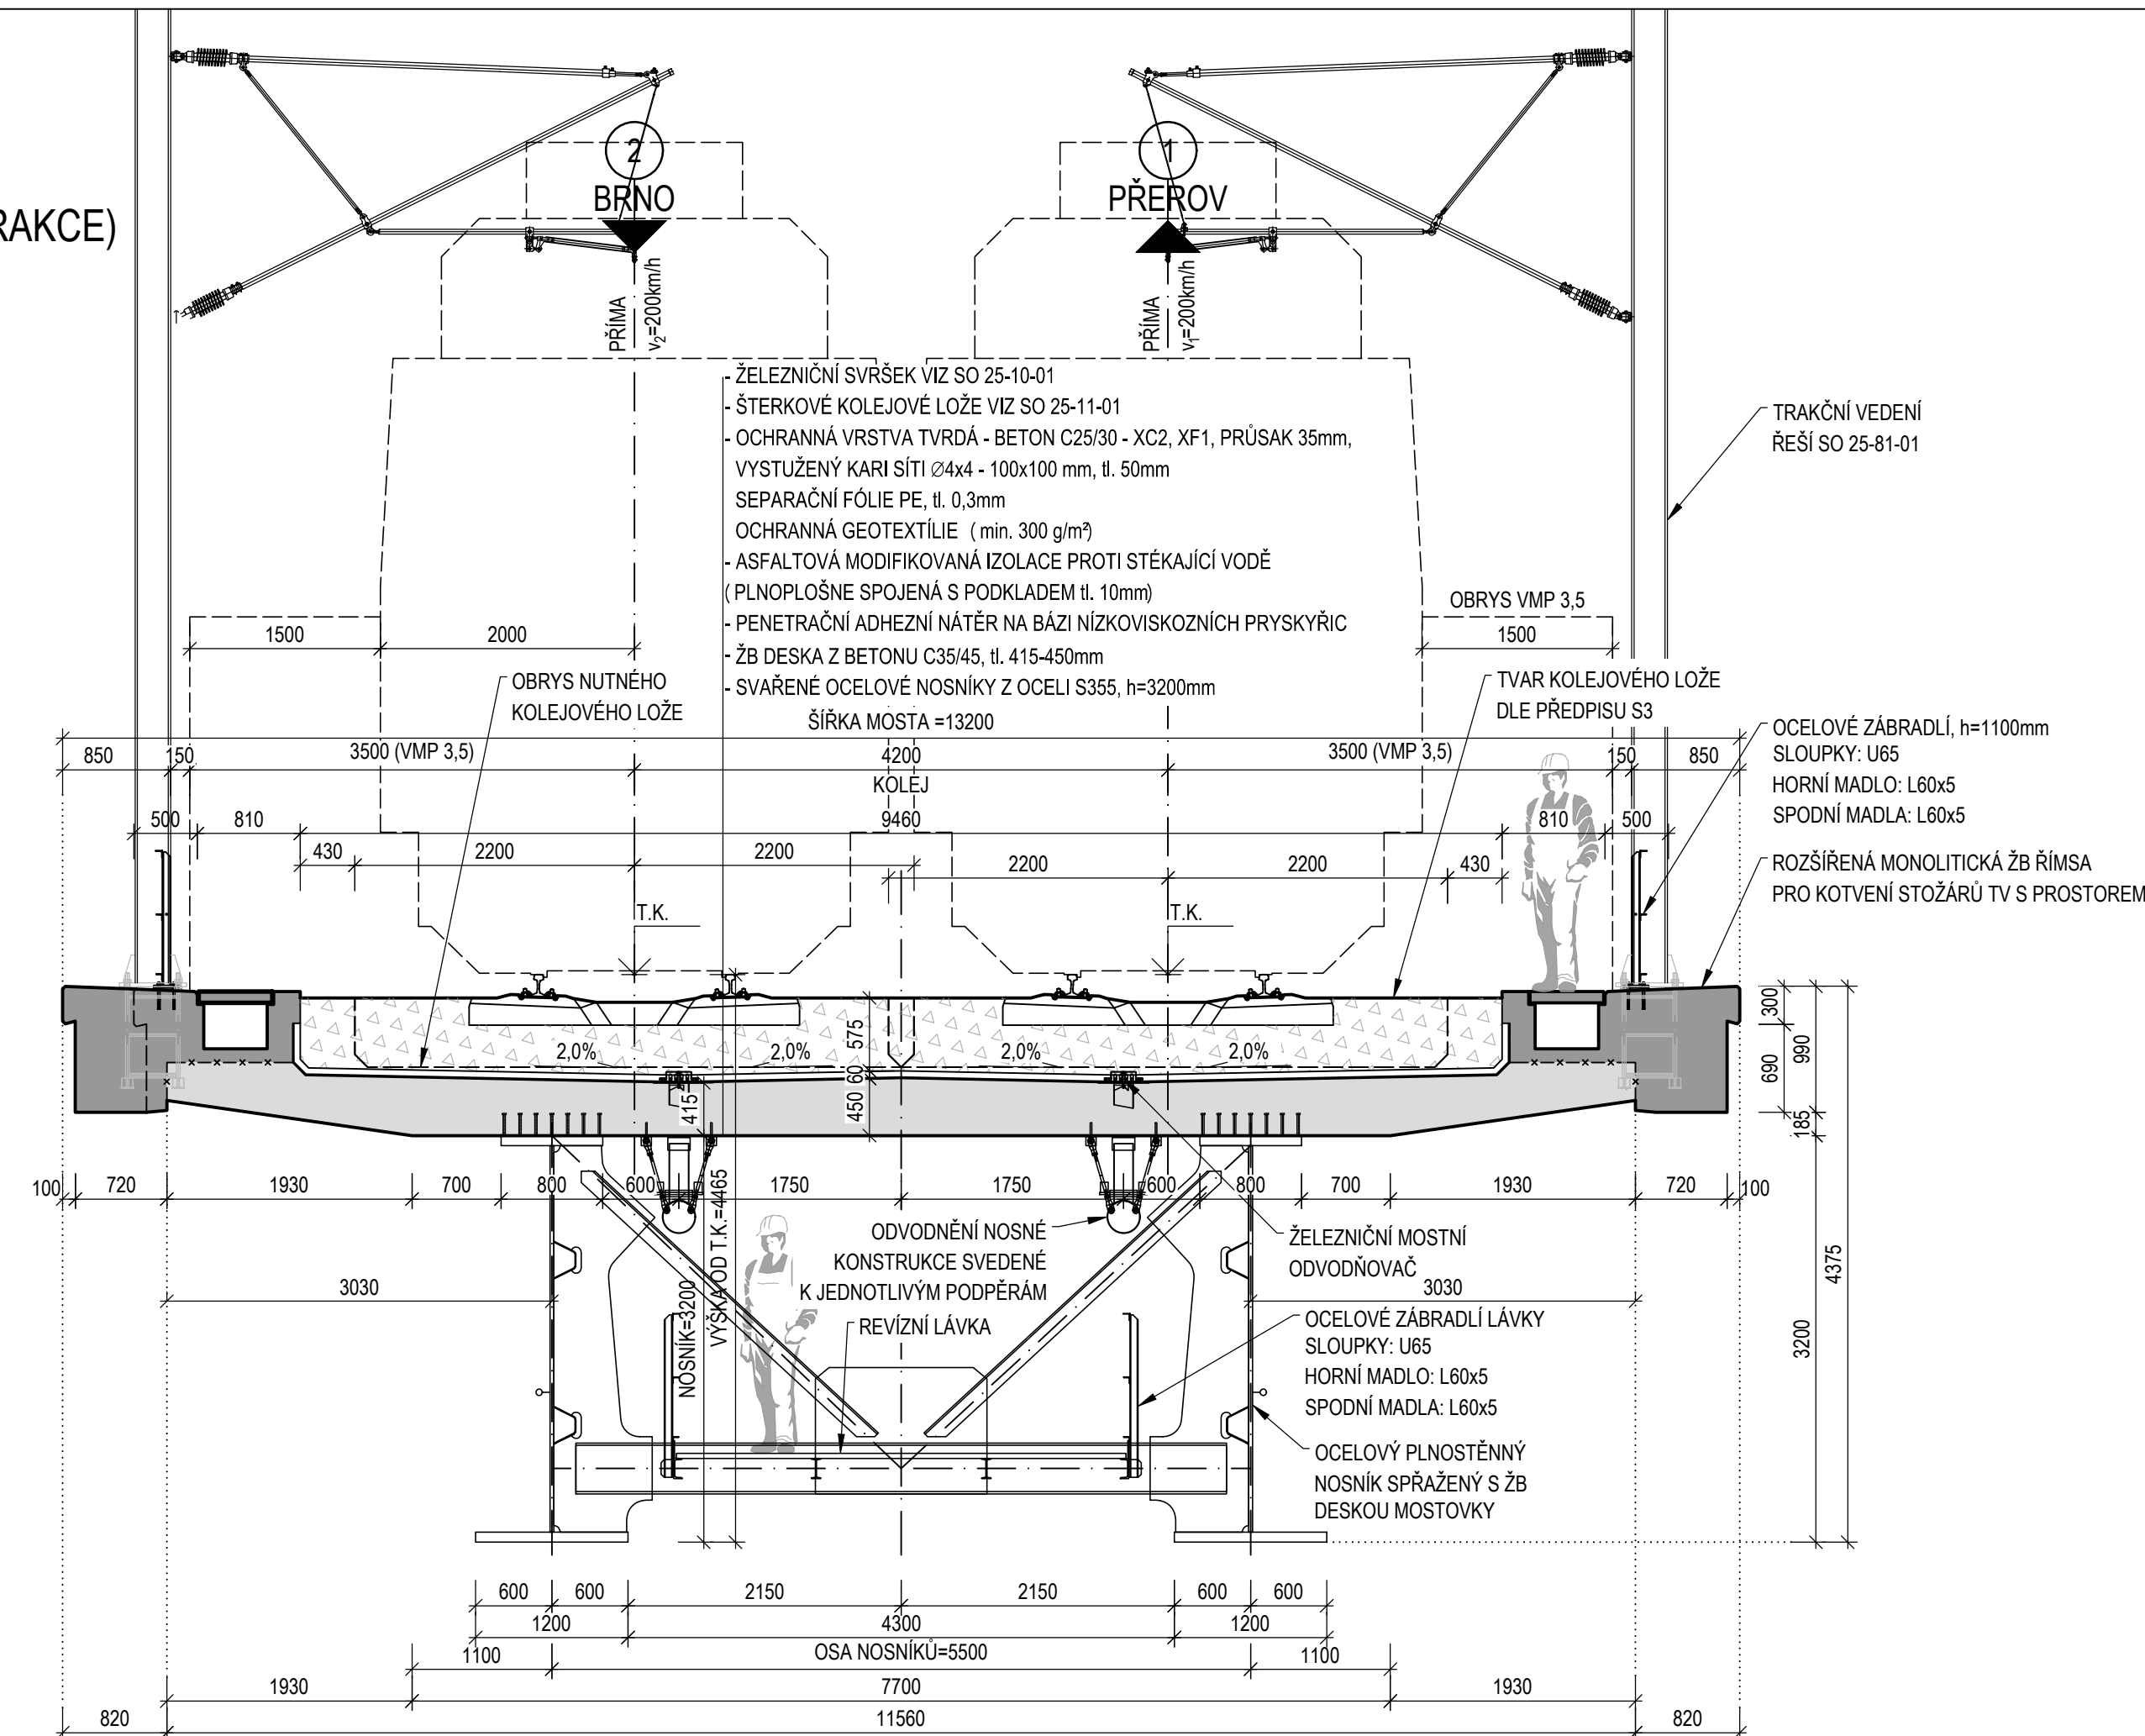 RAKCE)
2
BRNO
1
PŘEROV
PŘÍMA
v₂=200km/h
PŘÍMA
v₁=200km/h
- ŽELEZNIČNÍ SVRŠEK VIZ SO 25-10-01
- ŠTERKOVÉ KOLEJOVÉ LOŽE VIZ SO 25-11-01
- OCHRANNÁ VRSTVA TVRDÁ - BETON C25/30 - XC2, XF1, PRŮSAK 35mm,
VYSTUŽENÝ KARI SÍTI Ø4x4 - 100x100 mm, tl. 50mm
SEPARAČNÍ FÓLIE PE, tl. 0,3mm
OCHRANNÁ GEOTEXTÍLIE ( min. 300 g/m²)
- ASFALTOVÁ MODIFIKOVANÁ IZOLACE PROTI STÉKAJÍCÍ VODĚ
( PLNOPLOŠNE SPOJENÁ S PODKLADEM tl. 10mm)
- PENETRAČNÍ ADHEZNÍ NÁTĚR NA BÁZI NÍZKOVISKOZNÍCH PRYSKYŘIC
- ŽB DESKA Z BETONU C35/45, tl. 415-450mm
- SVAŘENÉ OCELOVÉ NOSNÍKY Z OCELI S355, h=3200mm
TRAKČNÍ VEDENÍ
ŘEŠÍ SO 25-81-01
OBRYS VMP 3,5
1500 2000 1500
OBRYS NUTNÉHO
KOLEJOVÉHO LOŽE
TVAR KOLEJOVÉHO LOŽE
DLE PŘEDPISU S3
ŠÍŘKA MOSTA =13200
850 150 3500 (VMP 3,5) 4200 3500 (VMP 3,5) 150 850
KOLEJ
500 810 9460 810 500
430 2200 2200 2200 2200 430
OCELOVÉ ZÁBRADLÍ, h=1100mm
SLOUPKY: U65
HORNÍ MADLO: L60x5
SPODNÍ MADLA: L60x5
ROZŠÍŘENÁ MONOLITICKÁ ŽB ŘÍMSA
PRO KOTVENÍ STOŽÁRŮ TV S PROSTOREM
T.K. T.K.
2,0% 2,0% 2,0% 2,0%
575
60
450
415
300
990
690
185
4375
3200
100 720 1930 700 800 600 1750 1750 600 800 700 1930 720 100
NOSNÍK=3200
VÝŠKA OD T.K.=4465
ODVODNĚNÍ NOSNÉ
KONSTRUKCE SVEDENÉ
K JEDNOTLIVÝM PODPĚRÁM
ŽELEZNIČNÍ MOSTNÍ
ODVODŇOVAČ
3030 3030
REVÍZNÍ LÁVKA
OCELOVÉ ZÁBRADLÍ LÁVKY
SLOUPKY: U65
HORNÍ MADLO: L60x5
SPODNÍ MADLA: L60x5
OCELOVÝ PLNOSTĚNNÝ
NOSNÍK SPŘAŽENÝ S ŽB
DESKOU MOSTOVKY
600 600 2150 2150 600 600
1200 4300 1200
1100 OSA NOSNÍKŮ=5500 1100
1930 7700 1930
820 11560 820